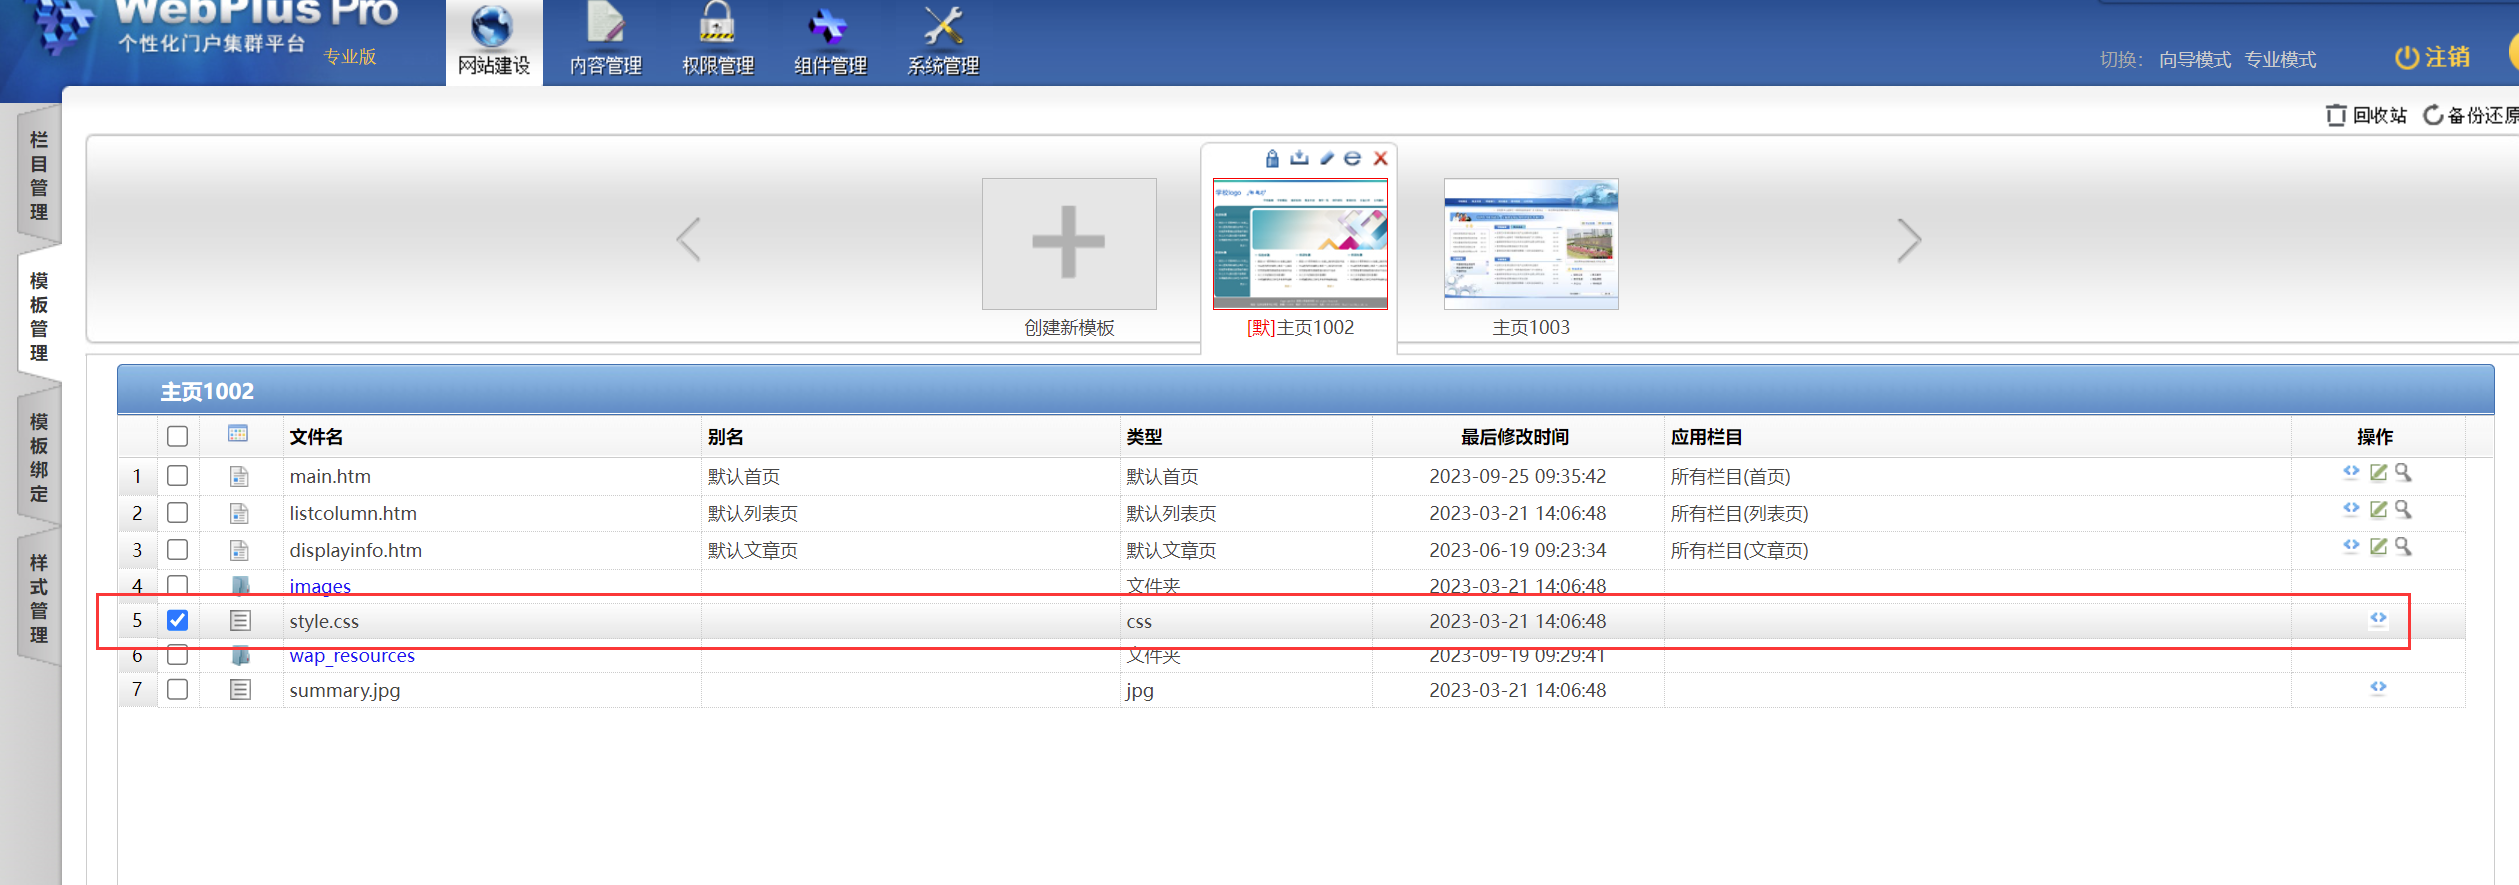 WebPlus Pro
个性化门户集群平台 专业版
网站建设 内容管理 权限管理 组件管理 系统管理
切换： 向导模式 专业模式 注销
回收站 备份还原
栏目管理
模板管理
模板绑定
样式管理
学校logo
创建新模板 [默]主页1002 主页1003
主页1002
文件名 别名 类型 最后修改时间 应用栏目 操作
1 main.htm 默认首页 默认首页 2023-09-25 09:35:42 所有栏目(首页)
2 listcolumn.htm 默认列表页 默认列表页 2023-03-21 14:06:48 所有栏目(列表页)
3 displayinfo.htm 默认文章页 默认文章页 2023-06-19 09:23:34 所有栏目(文章页)
4 images 文件夹 2023-03-21 14:06:48
5 style.css css 2023-03-21 14:06:48
6 wap_resources 文件夹 2023-09-19 09:29:41
7 summary.jpg jpg 2023-03-21 14:06:48